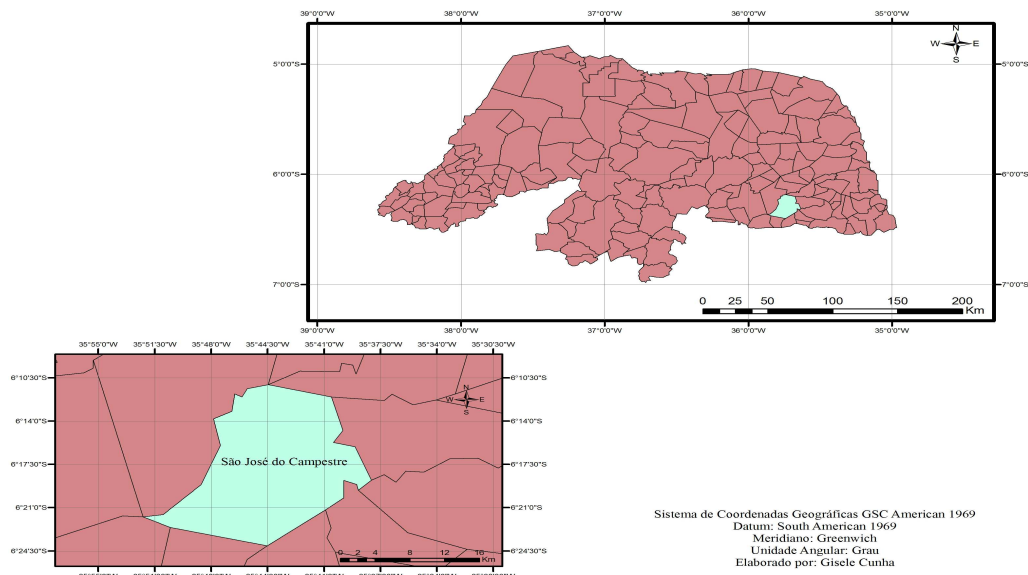 39°0'0"W 38°0'0"W 37°0'0"W 36°0'0"W 35°0'0"W
N
W E
S
5°0'0"S 5°0'0"S
6°0'0"S 6°0'0"S
7°0'0"S 7°0'0"S
0 25 50 100 150 200
Km
39°0'0"W 38°0'0"W 37°0'0"W 36°0'0"W 35°0'0"W
35°55'0"W 35°51'30"W 35°48'0"W 35°44'30"W 35°41'0"W 35°37'30"W 35°34'0"W 35°30'30"W
6°10'30"S 6°10'30"S
N
W E
S
6°14'0"S 6°14'0"S
São José do Campestre
6°17'30"S 6°17'30"S
6°21'0"S 6°21'0"S
6°24'30"S 6°24'30"S
0 2 4 8 12 16
Km
Sistema de Coordenadas Geográficas GSC American 1969
Datum: South American 1969
Meridiano: Greenwich
Unidade Angular: Grau
Elaborado por: Gisele Cunha